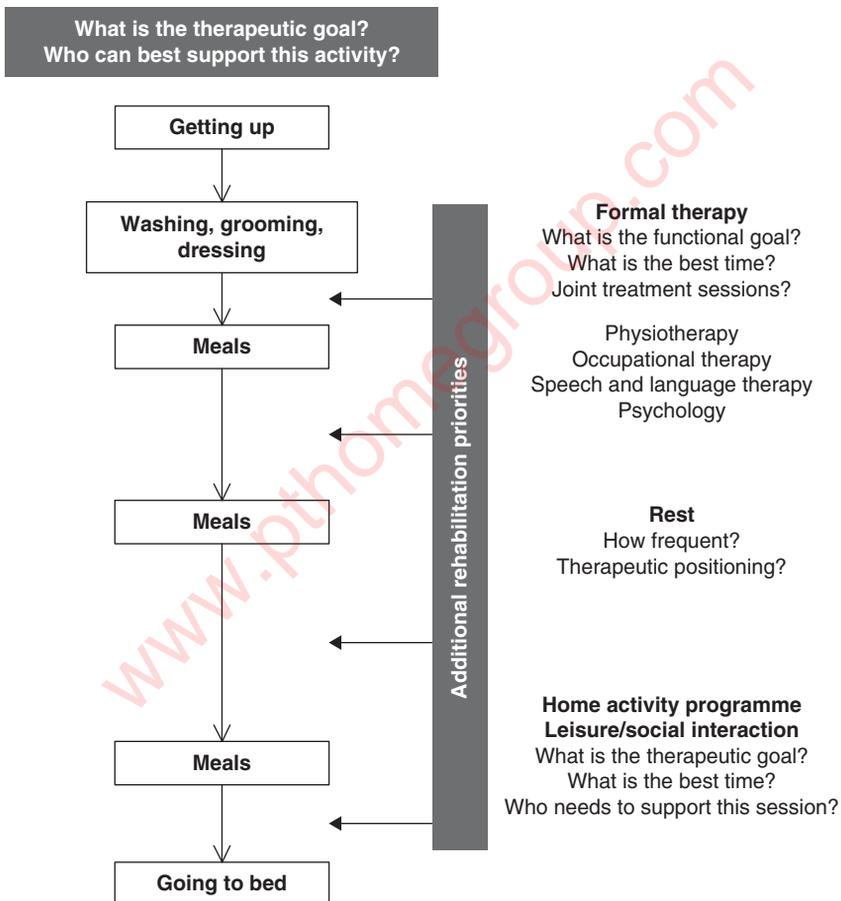 What is the therapeutic goal?
Who can best support this activity?
Getting up
Washing, grooming,
dressing
Meals
Meals
Meals
Going to bed
Additional rehabilitation priorities
Formal therapy
What is the functional goal?
What is the best time?
Joint treatment sessions?
Physiotherapy
Occupational therapy
Speech and language therapy
Psychology
Rest
How frequent?
Therapeutic positioning?
Home activity programme
Leisure/social interaction
What is the therapeutic goal?
What is the best time?
Who needs to support this session?
www.pthomegroup.com